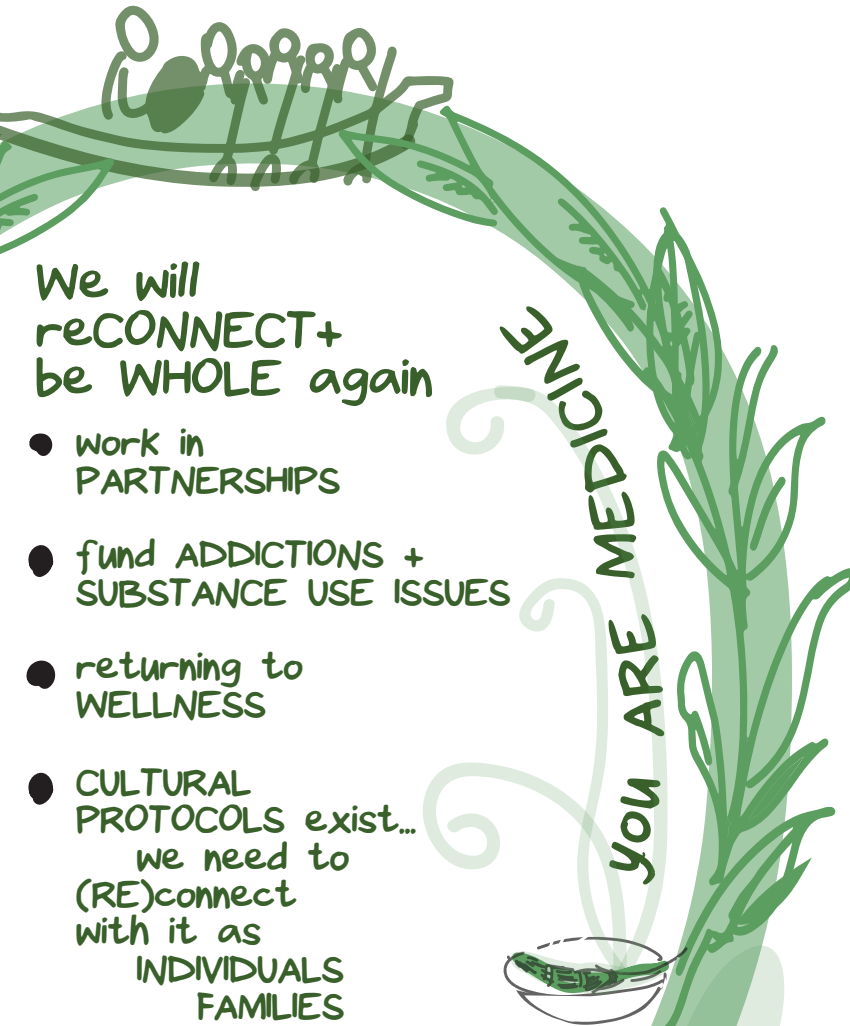 We will
reCONNECT+
be WHOLE again
work in
PARTNERSHIPS
fund ADDICTIONS +
SUBSTANCE USE ISSUES
returning to
WELLNESS
CULTURAL
PROTOCOLS exist...
we need to
(RE)connect
with it as
INDIVIDUALS
FAMILIES
you ARE MEDICINE